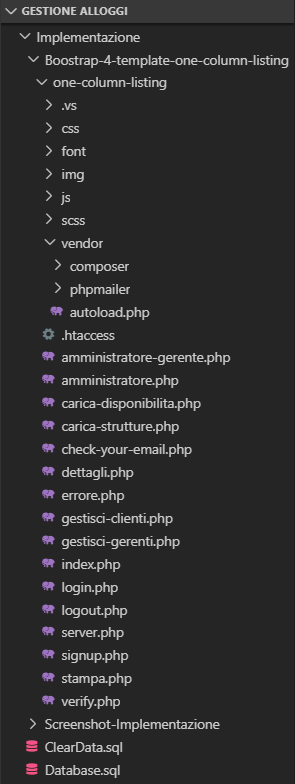 GESTIONE ALLOGGI
Implementazione
Boostrap-4-template-one-column-listing
one-column-listing
.vs
css
font
img
js
scss
vendor
composer
phpmailer
autoload.php
.htaccess
amministratore-gerente.php
amministratore.php
carica-disponibilita.php
carica-strutture.php
check-your-email.php
dettagli.php
errore.php
gestisci-clienti.php
gestisci-gerenti.php
index.php
login.php
logout.php
server.php
signup.php
stampa.php
verify.php
Screenshot-Implementazione
ClearData.sql
Database.sql